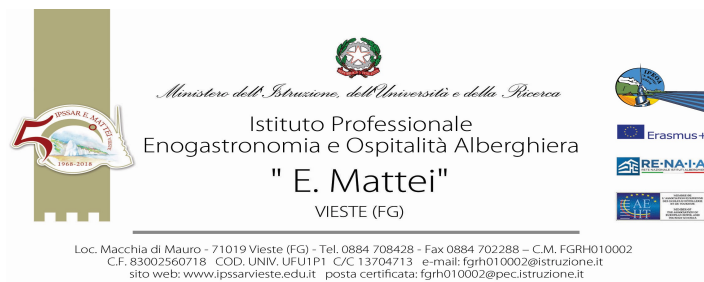 Ministero dell'Istruzione, dell'Università e della Ricerca
Istituto Professionale
Enogastronomia e Ospitalità Alberghiera
" E. Mattei"
VIESTE (FG)
IPSSAR E. MATTEI
5
1968-2018
Erasmus+
RE·NA·I·A
Loc. Macchia di Mauro - 71019 Vieste (FG) - Tel. 0884 708428 - Fax 0884 702288 – C.M. FGRH010002
C.F. 83002560718 COD. UNIV. UFU1P1 C/C 13704713 e-mail: fgrh010002@istruzione.it
sito web: www.ipssarvieste.edu.it posta certificata: fgrh010002@pec.istruzione.it